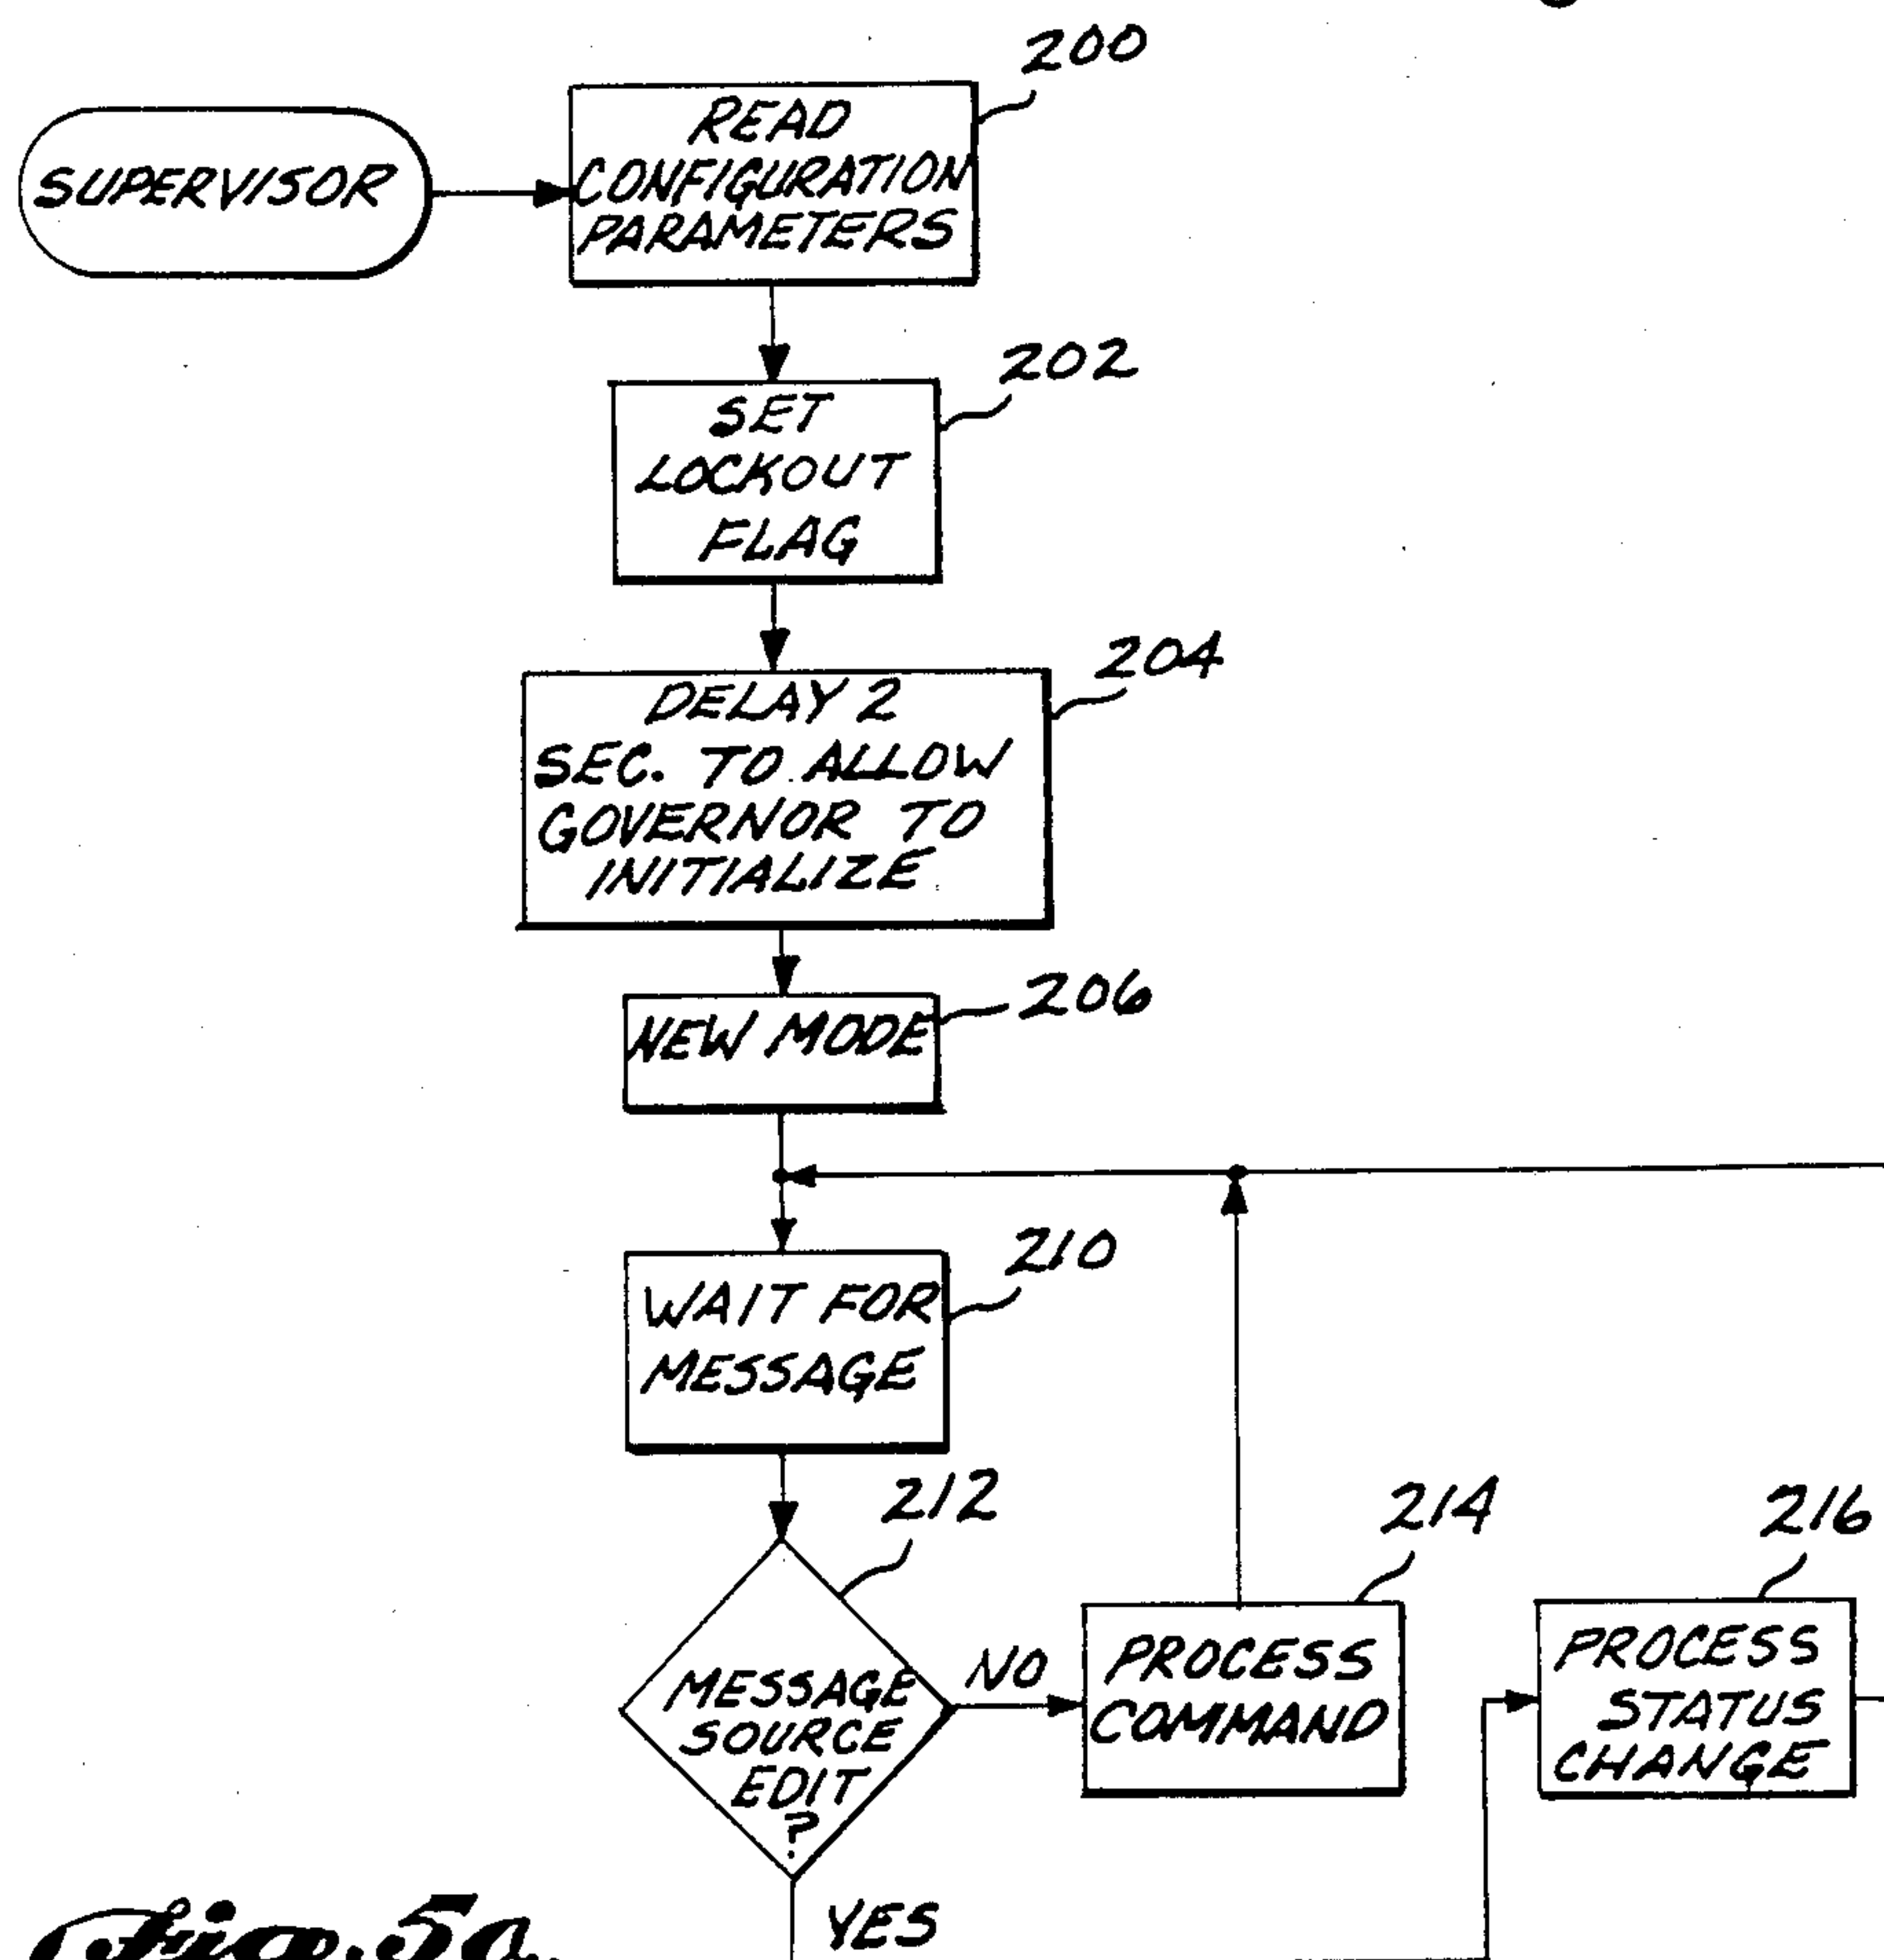 200
SUPERVISOR
READ
CONFIGURATION
PARAMETERS
202
SET
LOCKOUT
FLAG
204
DELAY 2
SEC. TO ALLOW
GOVERNOR TO
INITIALIZE
206
NEW MODE
210
WAIT FOR
MESSAGE
212
MESSAGE
SOURCE
EDIT
?
NO
214
PROCESS
COMMAND
216
PROCESS
STATUS
CHANGE
YES
Fig. 5a.